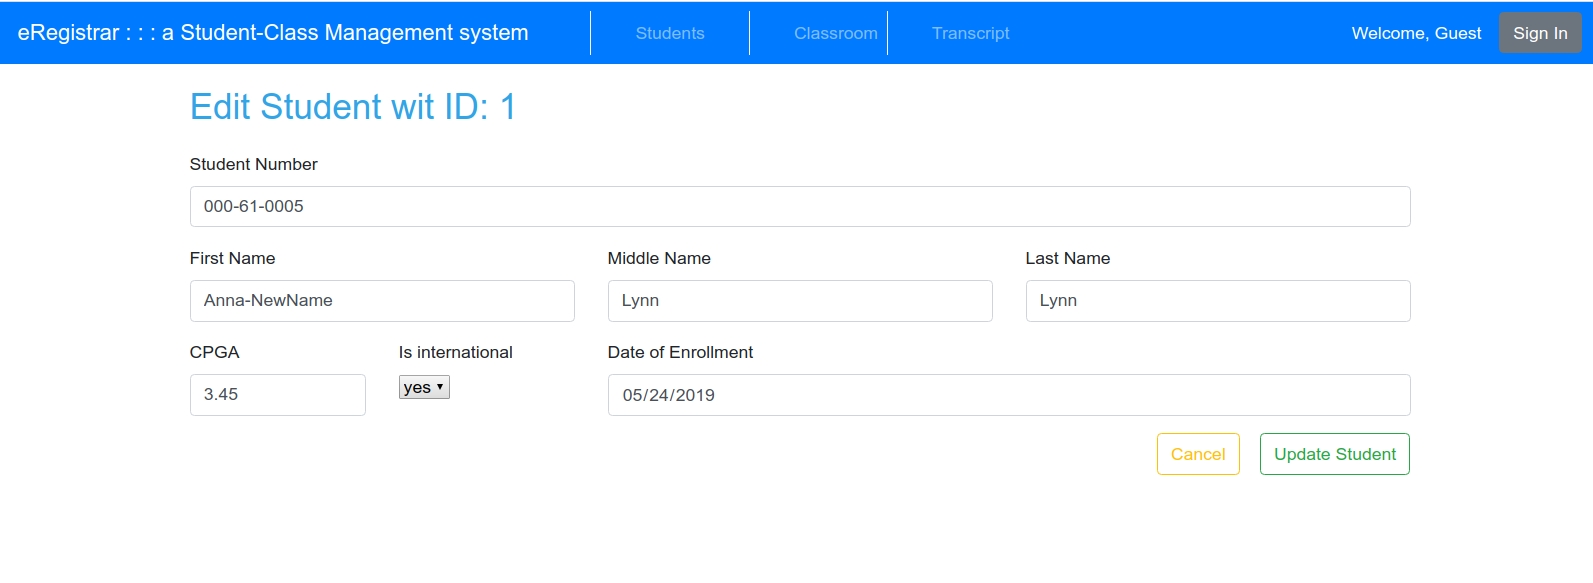 eRegistrar : : : a Student-Class Management system Students Classroom Transcript Welcome, Guest Sign In
Edit Student wit ID: 1
Student Number
000-61-0005
First Name Middle Name Last Name
Anna-NewName Lynn Lynn
CPGA Is international Date of Enrollment
3.45 yes 05/24/2019
Cancel Update Student